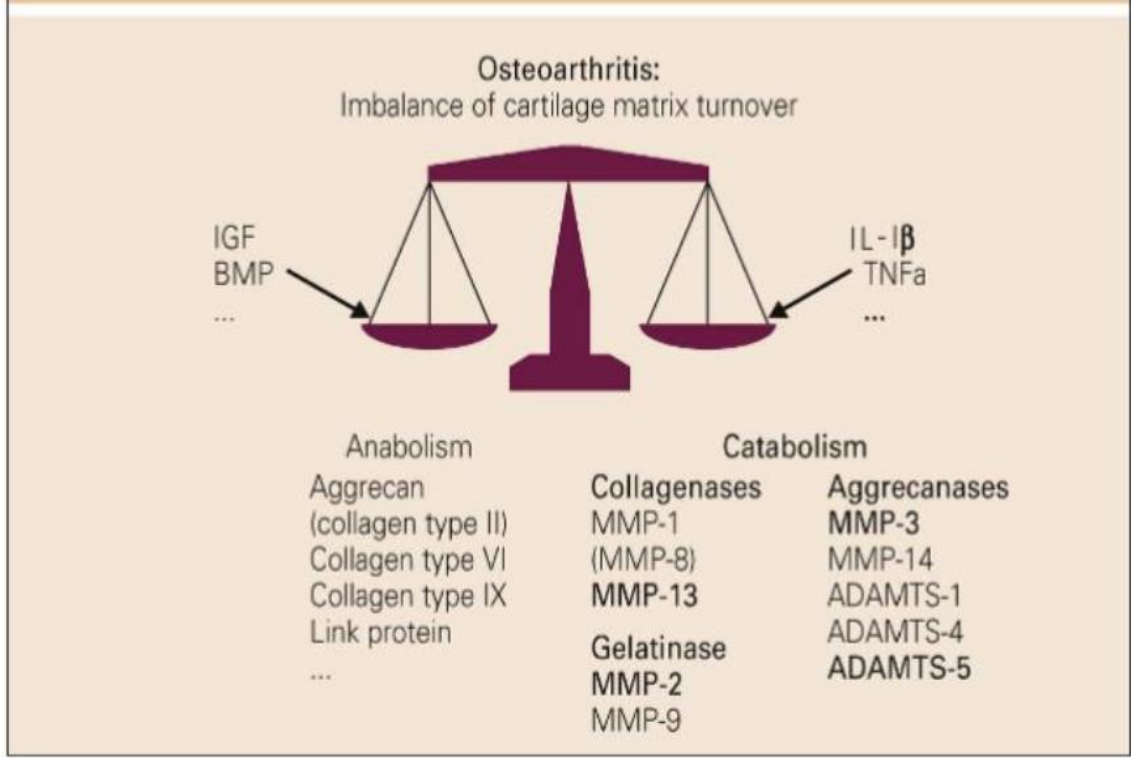 Osteoarthritis:
Imbalance of cartilage matrix turnover
IGF
BMP
...
IL-Iβ
TNFa
...
Anabolism
Aggrecan
(collagen type II)
Collagen type VI
Collagen type IX
Link protein
...
Catabolism
Collagenases
MMP-1
(MMP-8)
MMP-13
Gelatinase
MMP-2
MMP-9
Aggrecanases
MMP-3
MMP-14
ADAMTS-1
ADAMTS-4
ADAMTS-5